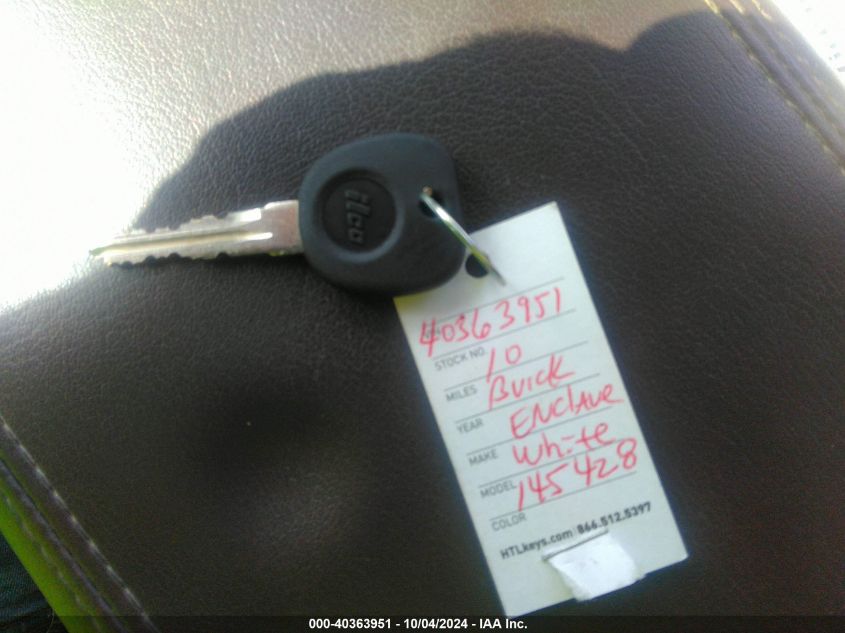 ilco
40363951
STOCK NO. 10
MILES Buick
YEAR Enclave
MAKE White
MODEL 145428
COLOR
HTLkeys.com 866.512.5397
000-40363951 - 10/04/2024 - IAA Inc.